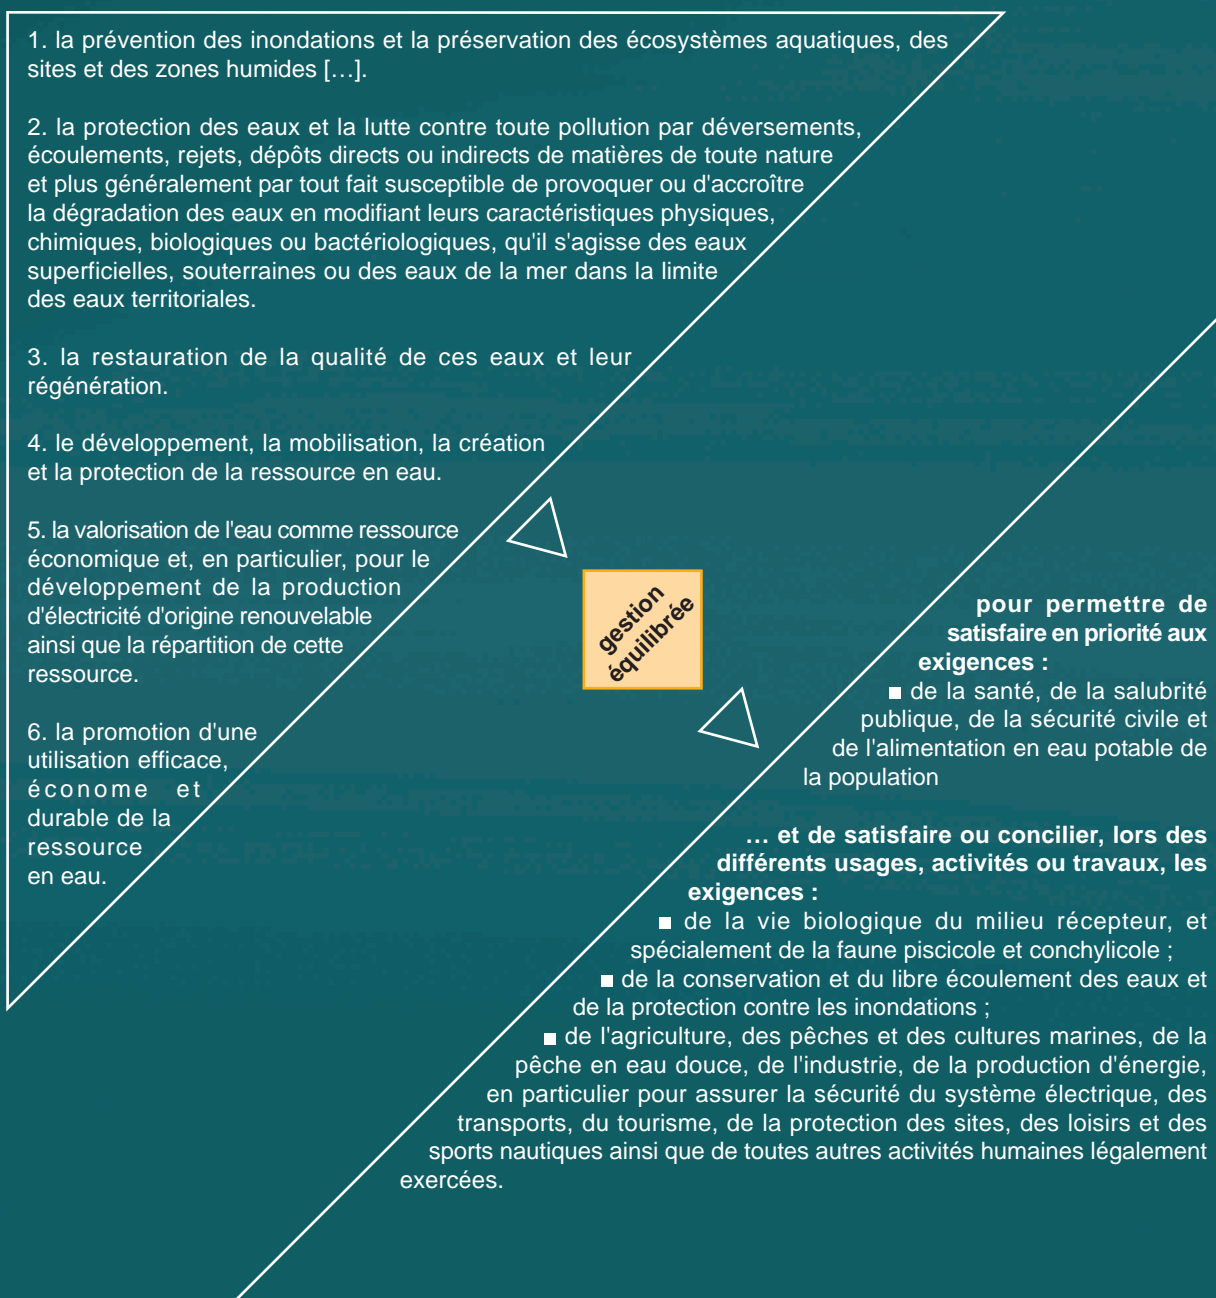 1. la prévention des inondations et la préservation des écosystèmes aquatiques, des
sites et des zones humides […].
2. la protection des eaux et la lutte contre toute pollution par déversements,
écoulements, rejets, dépôts directs ou indirects de matières de toute nature
et plus généralement par tout fait susceptible de provoquer ou d'accroître
la dégradation des eaux en modifiant leurs caractéristiques physiques,
chimiques, biologiques ou bactériologiques, qu'il s'agisse des eaux
superficielles, souterraines ou des eaux de la mer dans la limite
des eaux territoriales.
3. la restauration de la qualité de ces eaux et leur
régénération.
4. le développement, la mobilisation, la création
et la protection de la ressource en eau.
5. la valorisation de l'eau comme ressource
économique et, en particulier, pour le
développement de la production
d'électricité d'origine renouvelable
ainsi que la répartition de cette
ressource.
6. la promotion d'une
utilisation efficace,
économe et
durable de la
ressource
en eau.
gestion
équilibrée
pour permettre de
satisfaire en priorité aux
exigences :
■ de la santé, de la salubrité
publique, de la sécurité civile et
de l'alimentation en eau potable de
la population
… et de satisfaire ou concilier, lors des
différents usages, activités ou travaux, les
exigences :
■ de la vie biologique du milieu récepteur, et
spécialement de la faune piscicole et conchylicole ;
■ de la conservation et du libre écoulement des eaux et
de la protection contre les inondations ;
■ de l'agriculture, des pêches et des cultures marines, de la
pêche en eau douce, de l'industrie, de la production d'énergie,
en particulier pour assurer la sécurité du système électrique, des
transports, du tourisme, de la protection des sites, des loisirs et des
sports nautiques ainsi que de toutes autres activités humaines légalement
exercées.